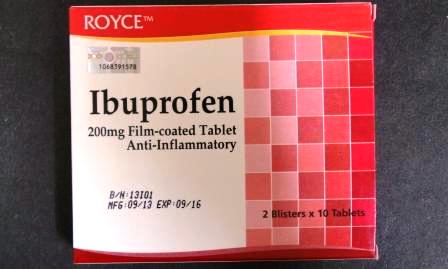 ROYCE™
1068391578
Ibuprofen
200mg Film-coated Tablet
Anti-Inflammatory
B/N:13I01
MFG:09/13 EXP:09/16
2 Blisters x 10 Tablets